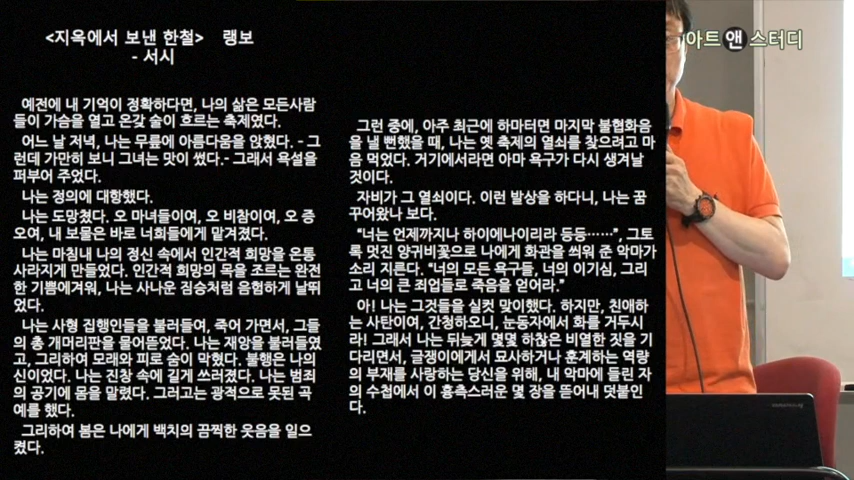 <지옥에서 보낸 한철> 랭보
- 서시
예전에 내 기억이 정확하다면, 나의 삶은 모든사람
들이 가슴을 열고 온갖 술이 흐르는 축제였다.
어느 날 저녁, 나는 무릎에 아름다움을 앉혔다. - 그
런데 가만히 보니 그녀는 맛이 썼다.- 그래서 욕설을
퍼부어 주었다.
나는 정의에 대항했다.
나는 도망쳤다. 오 마녀들이여, 오 비참이여, 오 증
오여, 내 보물은 바로 너희들에게 맡겨졌다.
나는 마침내 나의 정신 속에서 인간적 희망을 온통
사라지게 만들었다. 인간적 희망의 목을 조르는 완전
한 기쁨에겨워, 나는 사나운 짐승처럼 음험하게 날뛰
었다.
나는 사형 집행인들을 불러들여, 죽어 가면서, 그들
의 총 개머리판을 물어뜯었다. 나는 재앙을 불러들였
고, 그리하여 모래와 피로 숨이 막혔다. 불행은 나의
신이었다. 나는 진창 속에 길게 쓰러졌다. 나는 범죄
의 공기에 몸을 말렸다. 그러고는 광적으로 못된 곡
예를 했다.
그리하여 봄은 나에게 백치의 끔찍한 웃음을 일으
켰다.
그런 중에, 아주 최근에 하마터면 마지막 불협화음
을 낼 뻔했을 때, 나는 옛 축제의 열쇠를 찾으려고 마
음 먹었다. 거기에서라면 아마 욕구가 다시 생겨날
것이다.
자비가 그 열쇠이다. 이런 발상을 하다니, 나는 꿈
꾸어왔나 보다.
“너는 언제까지나 하이에나이리라 등등……”, 그토
록 멋진 양귀비꽃으로 나에게 화관을 씌워 준 악마가
소리 지른다. “너의 모든 욕구들, 너의 이기심, 그리
고 너의 큰 죄업들로 죽음을 얻어라.”
아! 나는 그것들을 실컷 맞이했다. 하지만, 친애하
는 사탄이여, 간청하오니, 눈동자에서 화를 거두시
라! 그래서 나는 뒤늦게 몇몇 하찮은 비열한 짓을 기
다리면서, 글쟁이에게서 묘사하거나 훈계하는 역량
의 부재를 사랑하는 당신을 위해, 내 악마에 들린 자
의 수첩에서 이 흉측스러운 몇 장을 뜯어내 덧붙인
다.
아트앤스터디